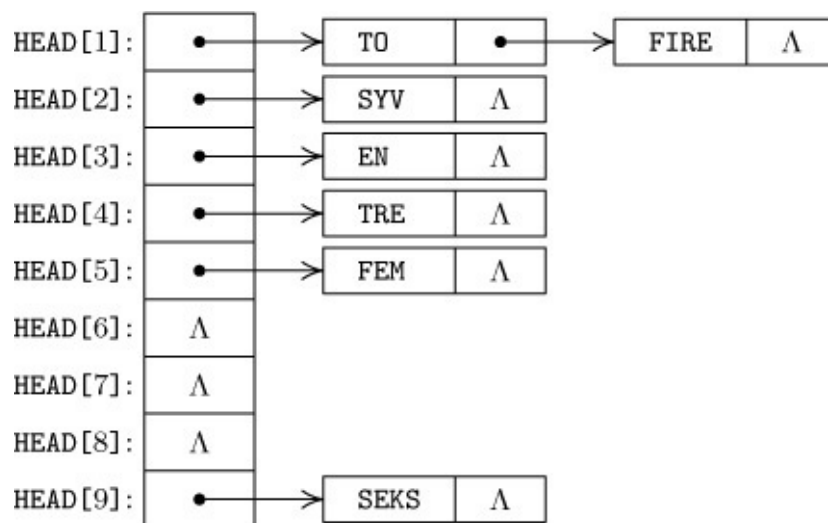 HEAD[1]: TO FIRE Λ
HEAD[2]: SYV Λ
HEAD[3]: EN Λ
HEAD[4]: TRE Λ
HEAD[5]: FEM Λ
HEAD[6]: Λ
HEAD[7]: Λ
HEAD[8]: Λ
HEAD[9]: SEKS Λ